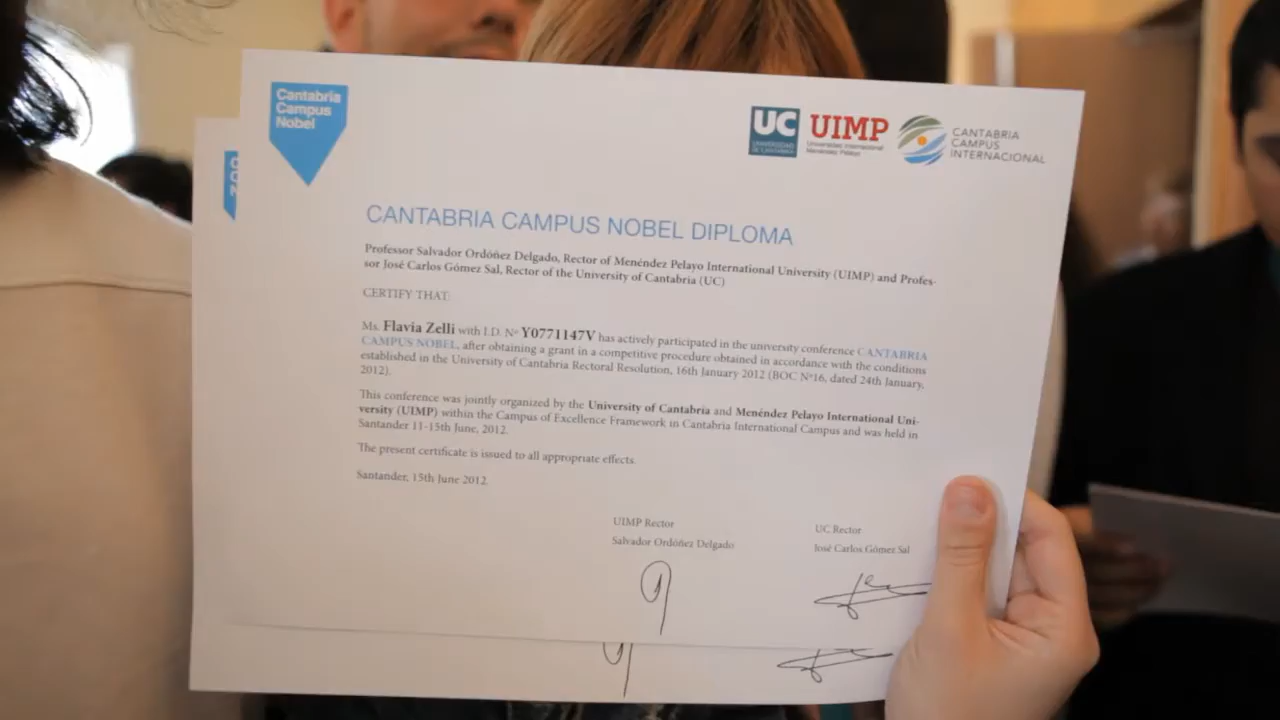 Cantabria
Campus
Nobel
UC
UNIVERSIDAD
DE CANTABRIA
UIMP
Universidad Internacional
Menéndez Pelayo
CANTABRIA
CAMPUS
INTERNACIONAL
CANTABRIA CAMPUS NOBEL DIPLOMA
Professor Salvador Ordóñez Delgado, Rector of Menéndez Pelayo International University (UIMP) and Profes-
sor José Carlos Gómez Sal, Rector of the University of Cantabria (UC)
CERTIFY THAT:
Ms. Flavia Zelli with I.D. Nº Y0771147V has actively participated in the university conference CANTABRIA
CAMPUS NOBEL, after obtaining a grant in a competitive procedure obtained in accordance with the conditions
established in the University of Cantabria Rectoral Resolution, 16th January 2012 (BOC Nº16, dated 24th January,
2012).
This conference was jointly organized by the University of Cantabria and Menéndez Pelayo International Uni-
versity (UIMP) within the Campus of Excellence Framework in Cantabria International Campus and was held in
Santander 11-15th June, 2012.
The present certificate is issued to all appropriate effects.
Santander, 15th June 2012.
UIMP Rector
Salvador Ordóñez Delgado
UC Rector
José Carlos Gómez Sal